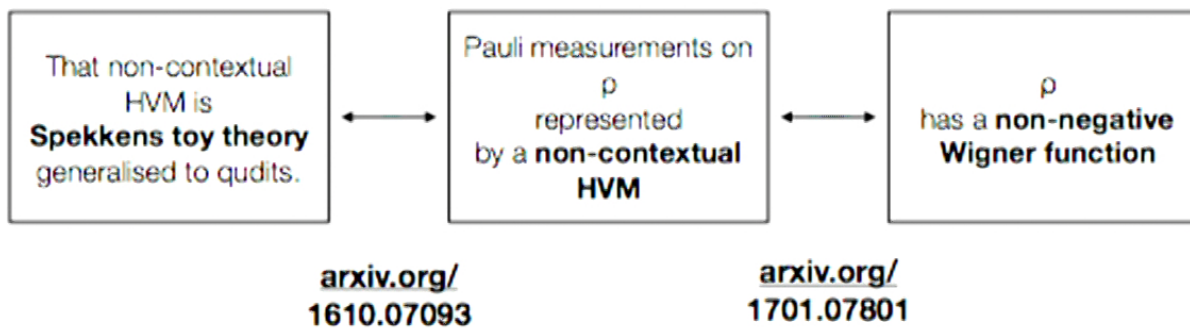 That non-contextual
HVM is
Spekkens toy theory
generalised to qudits.
Pauli measurements on
ρ
represented
by a non-contextual
HVM
ρ
has a non-negative
Wigner function
arxiv.org/
1610.07093
arxiv.org/
1701.07801